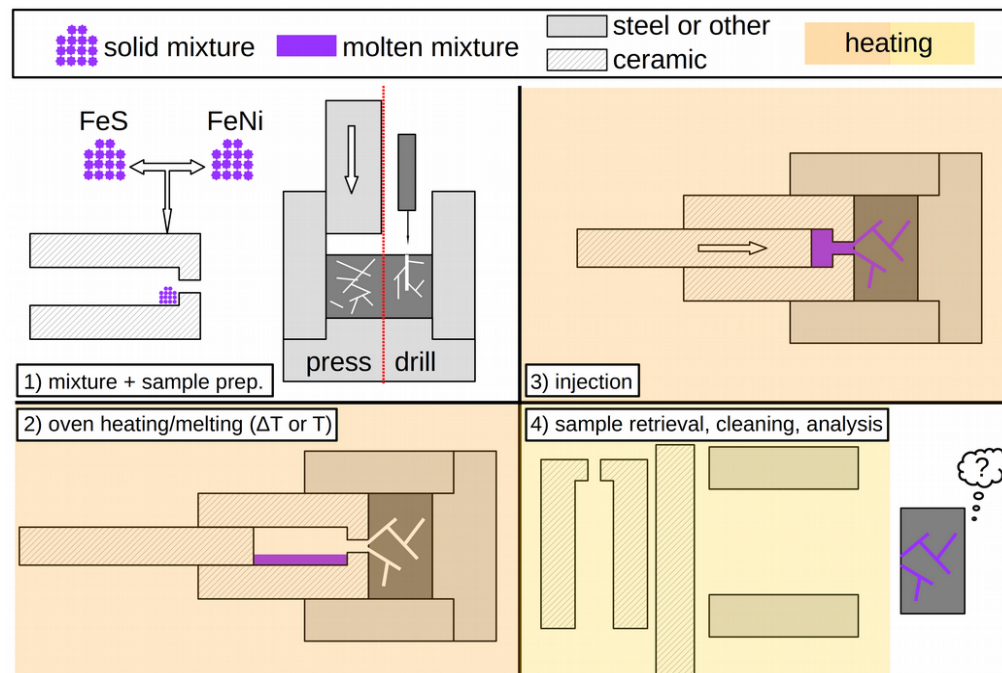 solid mixture
molten mixture
steel or other
ceramic
heating
FeS
FeNi
press
drill
1) mixture + sample prep.
3) injection
2) oven heating/melting (ΔT or T)
4) sample retrieval, cleaning, analysis
?